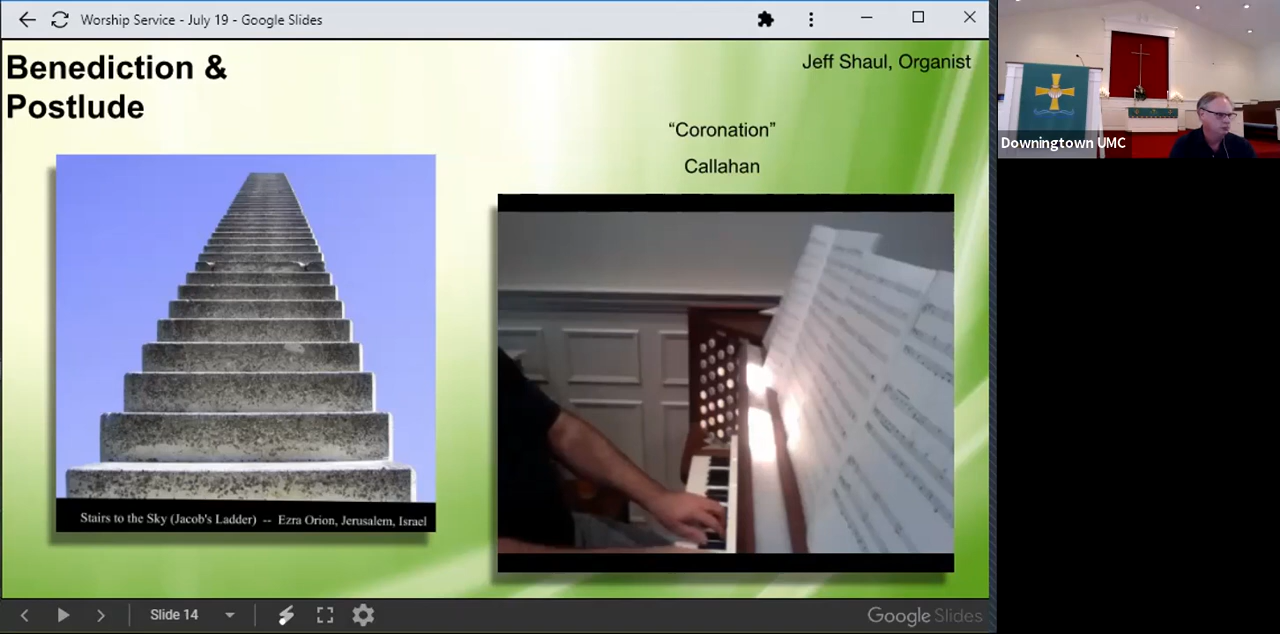 Worship Service - July 19 - Google Slides
Benediction &
Postlude
Jeff Shaul, Organist
“Coronation”
Callahan
Stairs to the Sky (Jacob's Ladder) -- Ezra Orion, Jerusalem, Israel
Slide 14
Google Slides
Downingtown UMC